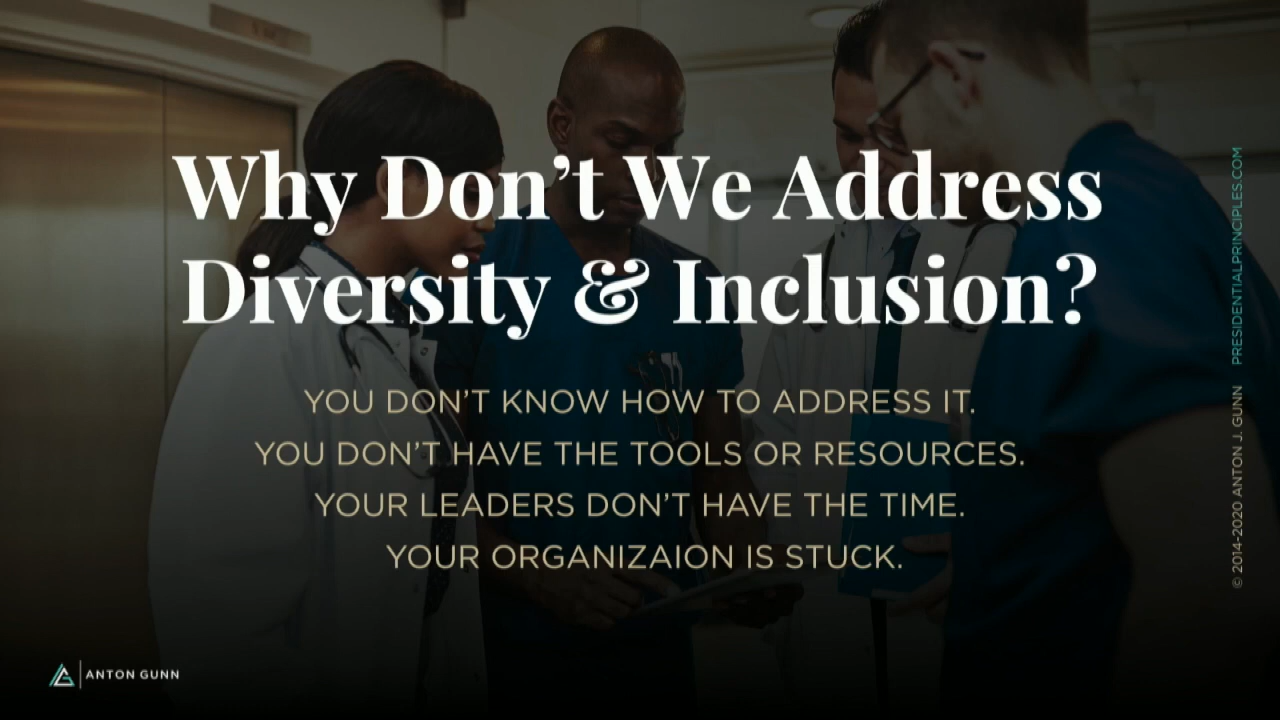 Why Don't We Address
Diversity & Inclusion?
YOU DON'T KNOW HOW TO ADDRESS IT.
YOU DON'T HAVE THE TOOLS OR RESOURCES.
YOUR LEADERS DON'T HAVE THE TIME.
YOUR ORGANIZAION IS STUCK.
ANTON GUNN
© 2014-2020 ANTON J. GUNN PRESIDENTIALPRINCIPLES.COM